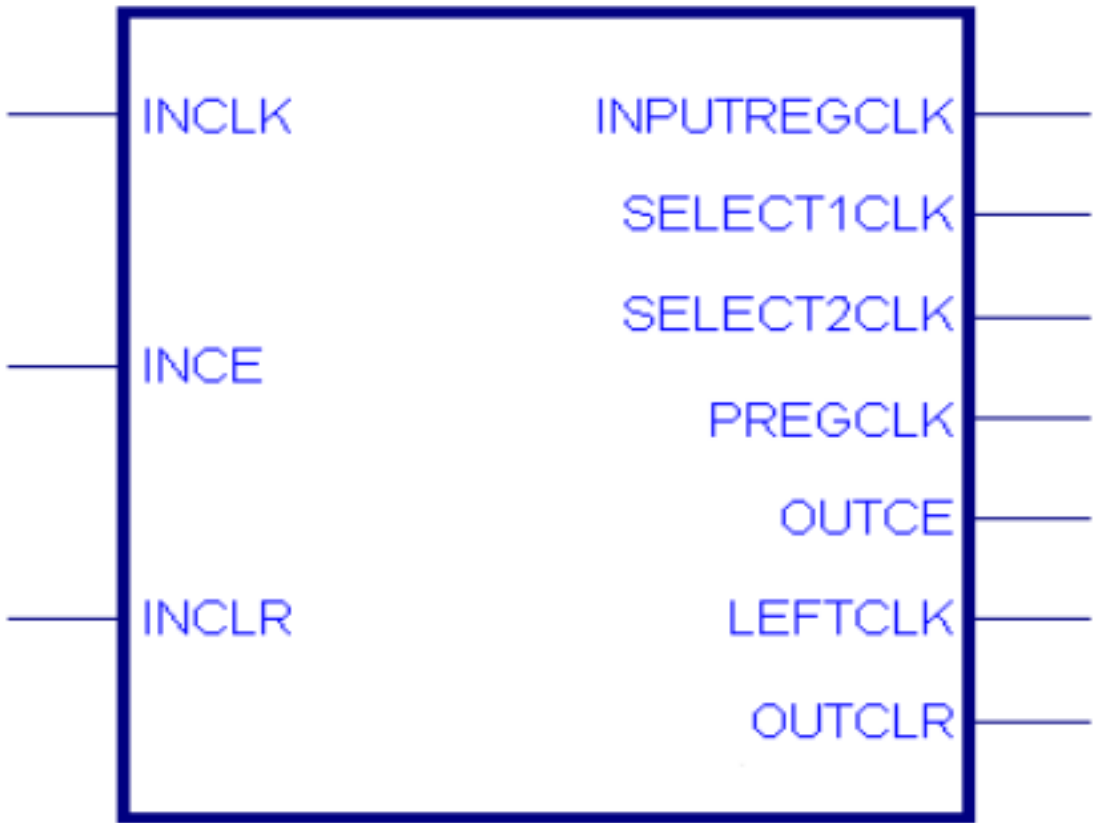 INCLK
INPUTREGCLK
SELECT1CLK
SELECT2CLK
INCE
PREGCLK
OUTCE
INCLR
LEFTCLK
OUTCLR